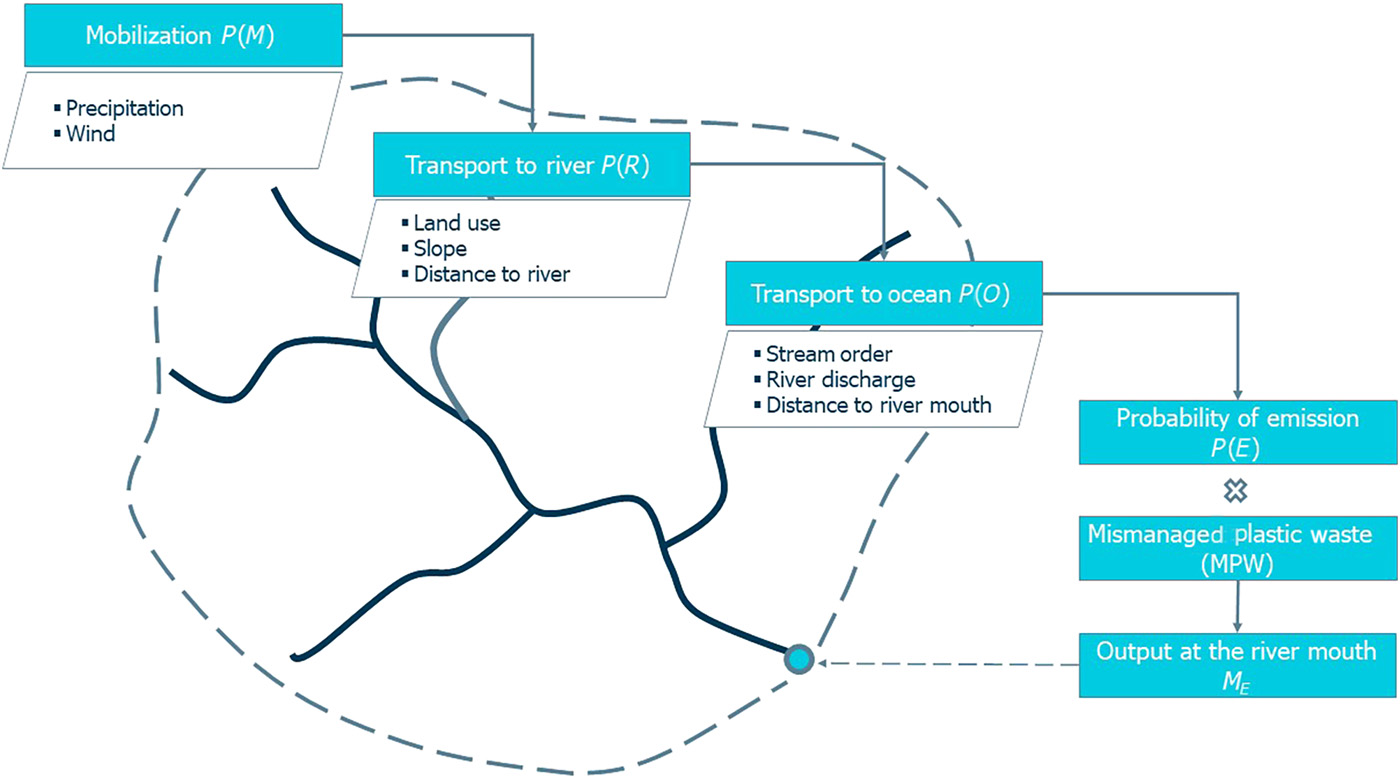 Mobilization P(M)
▪ Precipitation
▪ Wind
Transport to river P(R)
▪ Land use
▪ Slope
▪ Distance to river
Transport to ocean P(O)
▪ Stream order
▪ River discharge
▪ Distance to river mouth
Probability of emission
P(E)
Mismanaged plastic waste
(MPW)
Output at the river mouth
M_E